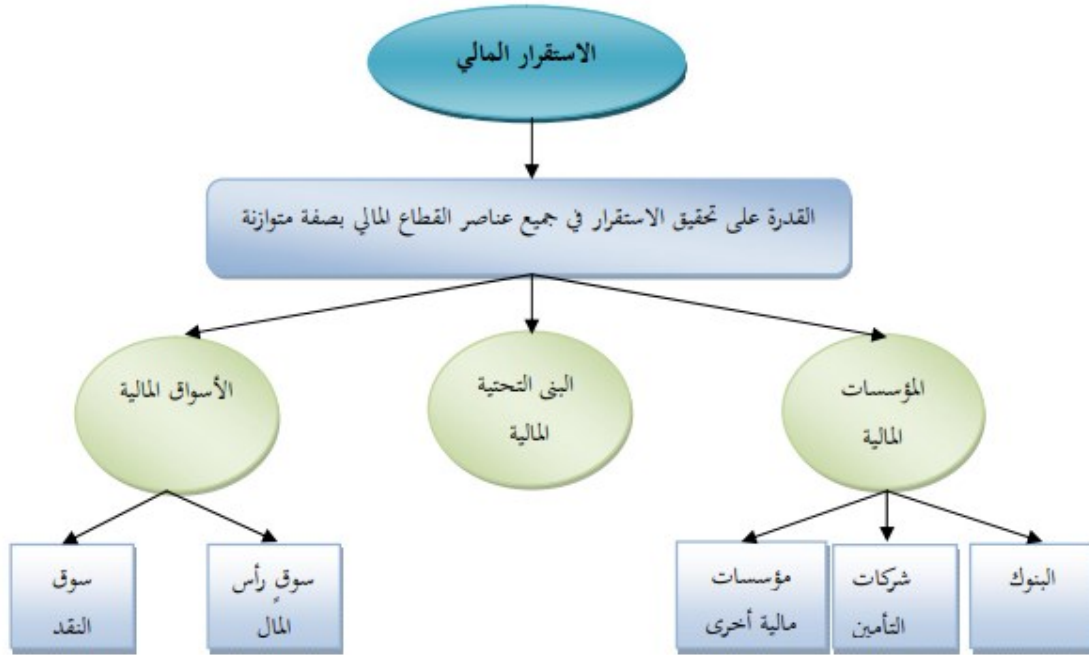 الاستقرار المالي
القدرة على تحقيق الاستقرار في جميع عناصر القطاع المالي بصفة متوازنة
المؤسسات
المالية
البنى التحتية
المالية
الأسواق المالية
البنوك
شركات
التأمين
مؤسسات
مالية أخرى
سوق رأس
المال
سوق
النقد